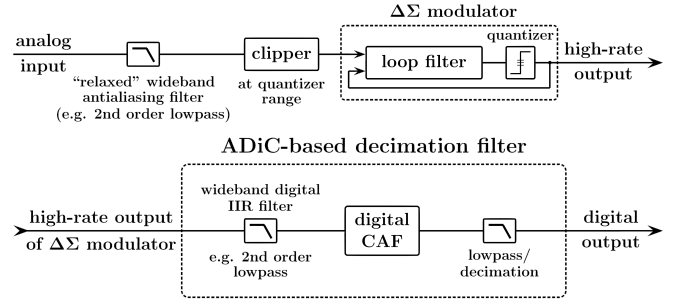 ΔΣ modulator
analog
input
“relaxed” wideband
antialiasing filter
(e.g. 2nd order lowpass)
clipper
at quantizer
range
loop filter
quantizer
high-rate
output
ADiC-based decimation filter
high-rate output
of ΔΣ modulator
wideband digital
IIR filter
e.g. 2nd order
lowpass
digital
CAF
lowpass/
decimation
digital
output